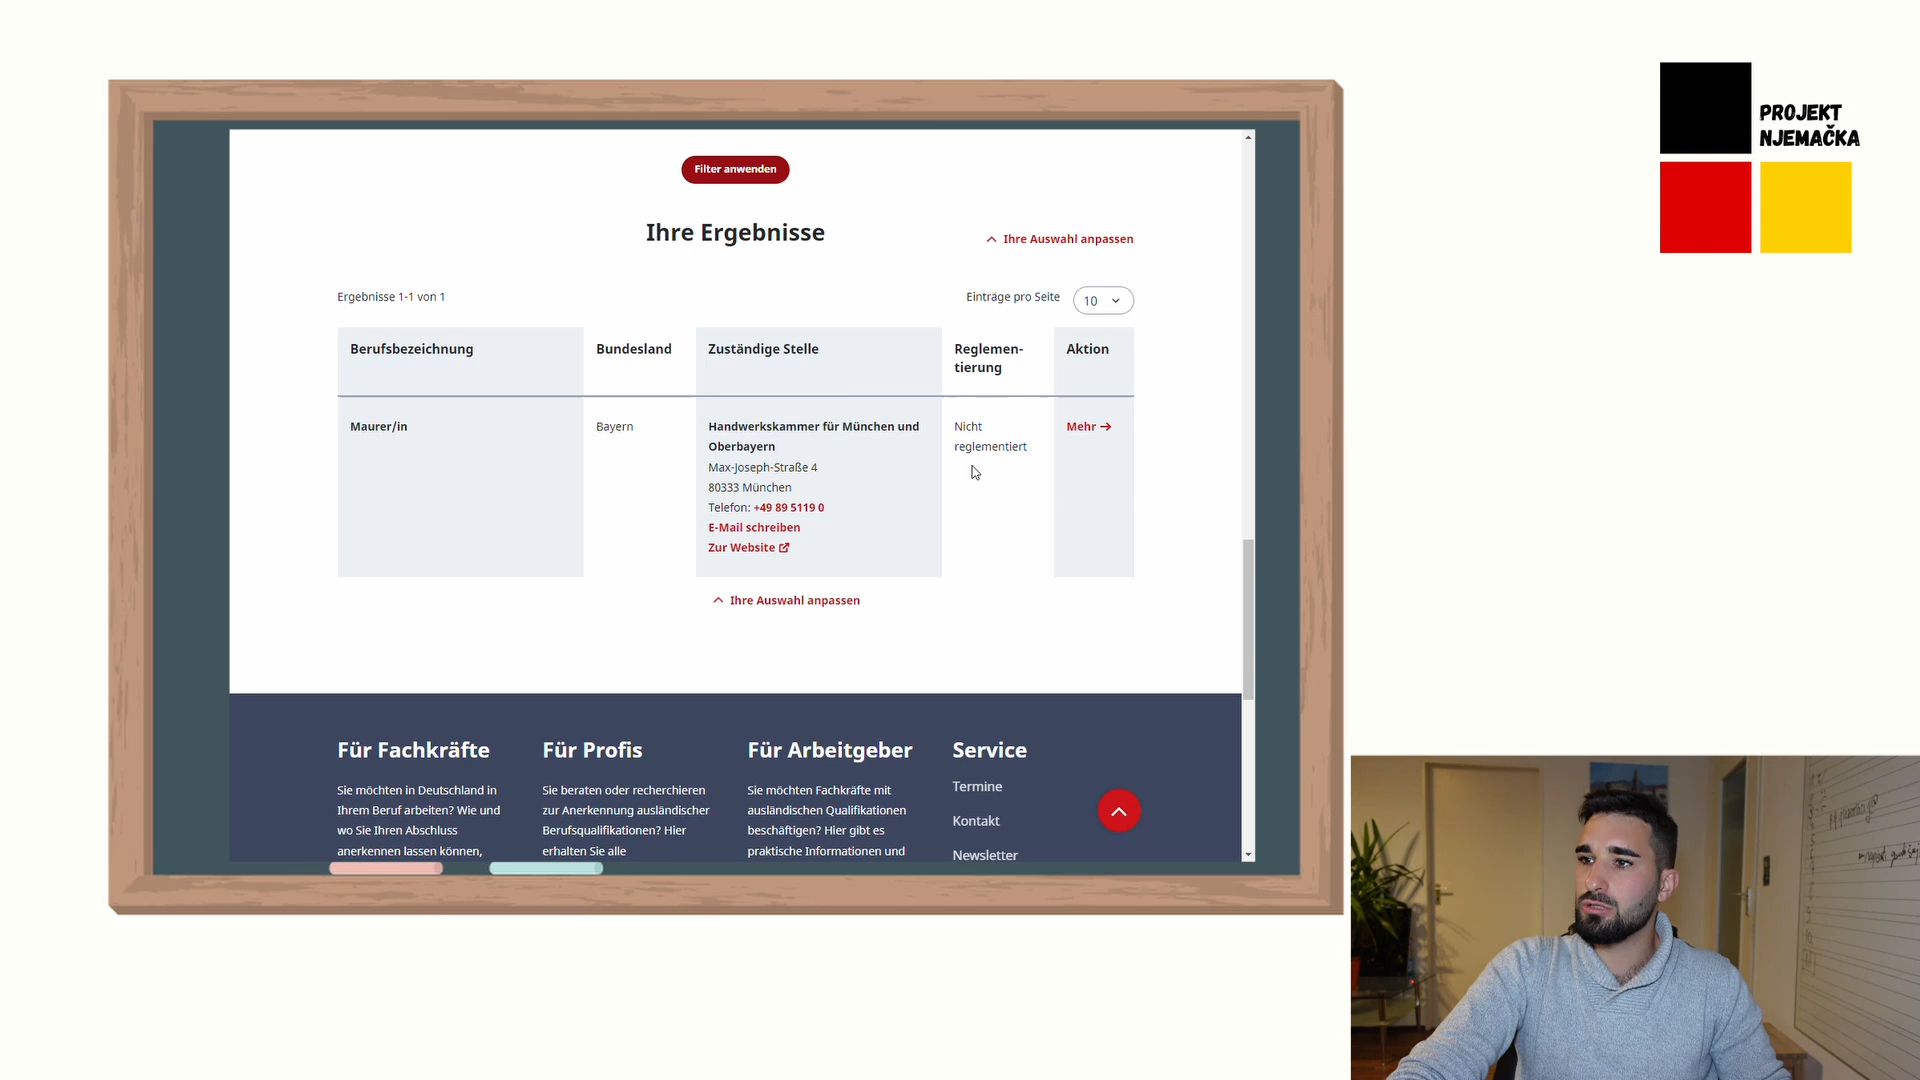 PROJEKT
NJEMAČKA
Filter anwenden
Ihre Ergebnisse
Ihre Auswahl anpassen
Ergebnisse 1-1 von 1
Einträge pro Seite
10
Berufsbezeichnung
Bundesland
Zuständige Stelle
Reglemen-
tierung
Aktion
Maurer/in
Bayern
Handwerkskammer für München und
Oberbayern
Max-Joseph-Straße 4
80333 München
Telefon: +49 89 5119 0
E-Mail schreiben
Zur Website
Nicht
reglementiert
Mehr →
Ihre Auswahl anpassen
Für Fachkräfte
Sie möchten in Deutschland in
Ihrem Beruf arbeiten? Wie und
wo Sie Ihren Abschluss
anerkennen lassen können,
Für Profis
Sie beraten oder recherchieren
zur Anerkennung ausländischer
Berufsqualifikationen? Hier
erhalten Sie alle
Für Arbeitgeber
Sie möchten Fachkräfte mit
ausländischen Qualifikationen
beschäftigen? Hier gibt es
praktische Informationen und
Service
Termine
Kontakt
Newsletter